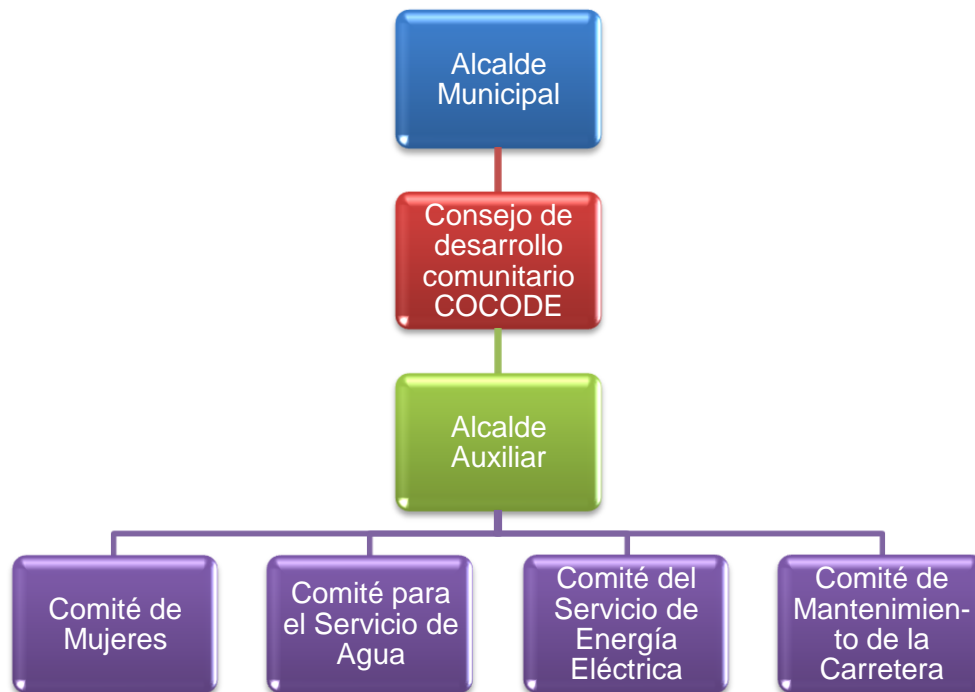 Alcalde
Municipal
Consejo de
desarrollo
comunitario
COCODE
Alcalde
Auxiliar
Comité de
Mujeres
Comité para
el Servicio de
Agua
Comité del
Servicio de
Energía
Eléctrica
Comité de
Mantenimien-
to de la
Carretera